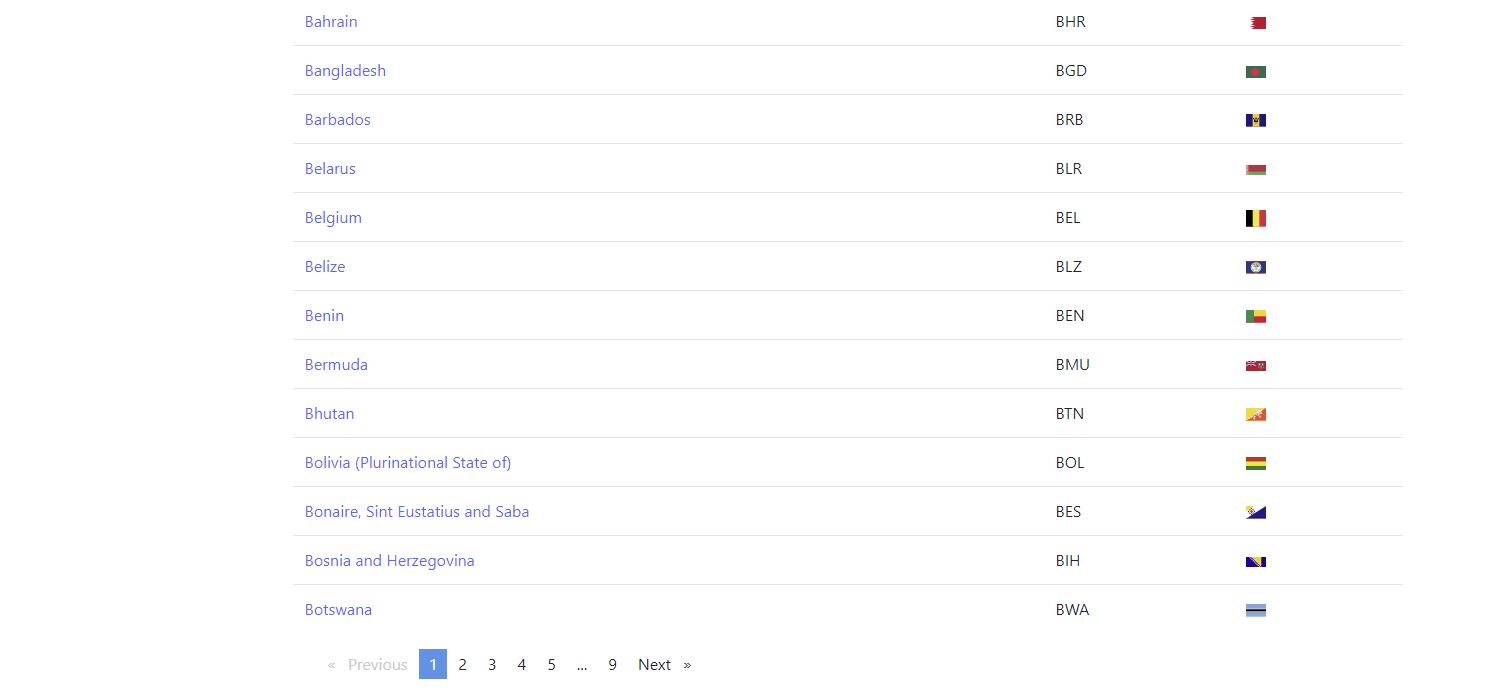 Bahrain BHR
Bangladesh BGD
Barbados BRB
Belarus BLR
Belgium BEL
Belize BLZ
Benin BEN
Bermuda BMU
Bhutan BTN
Bolivia (Plurinational State of) BOL
Bonaire, Sint Eustatius and Saba BES
Bosnia and Herzegovina BIH
Botswana BWA
« Previous 1 2 3 4 5 ... 9 Next »